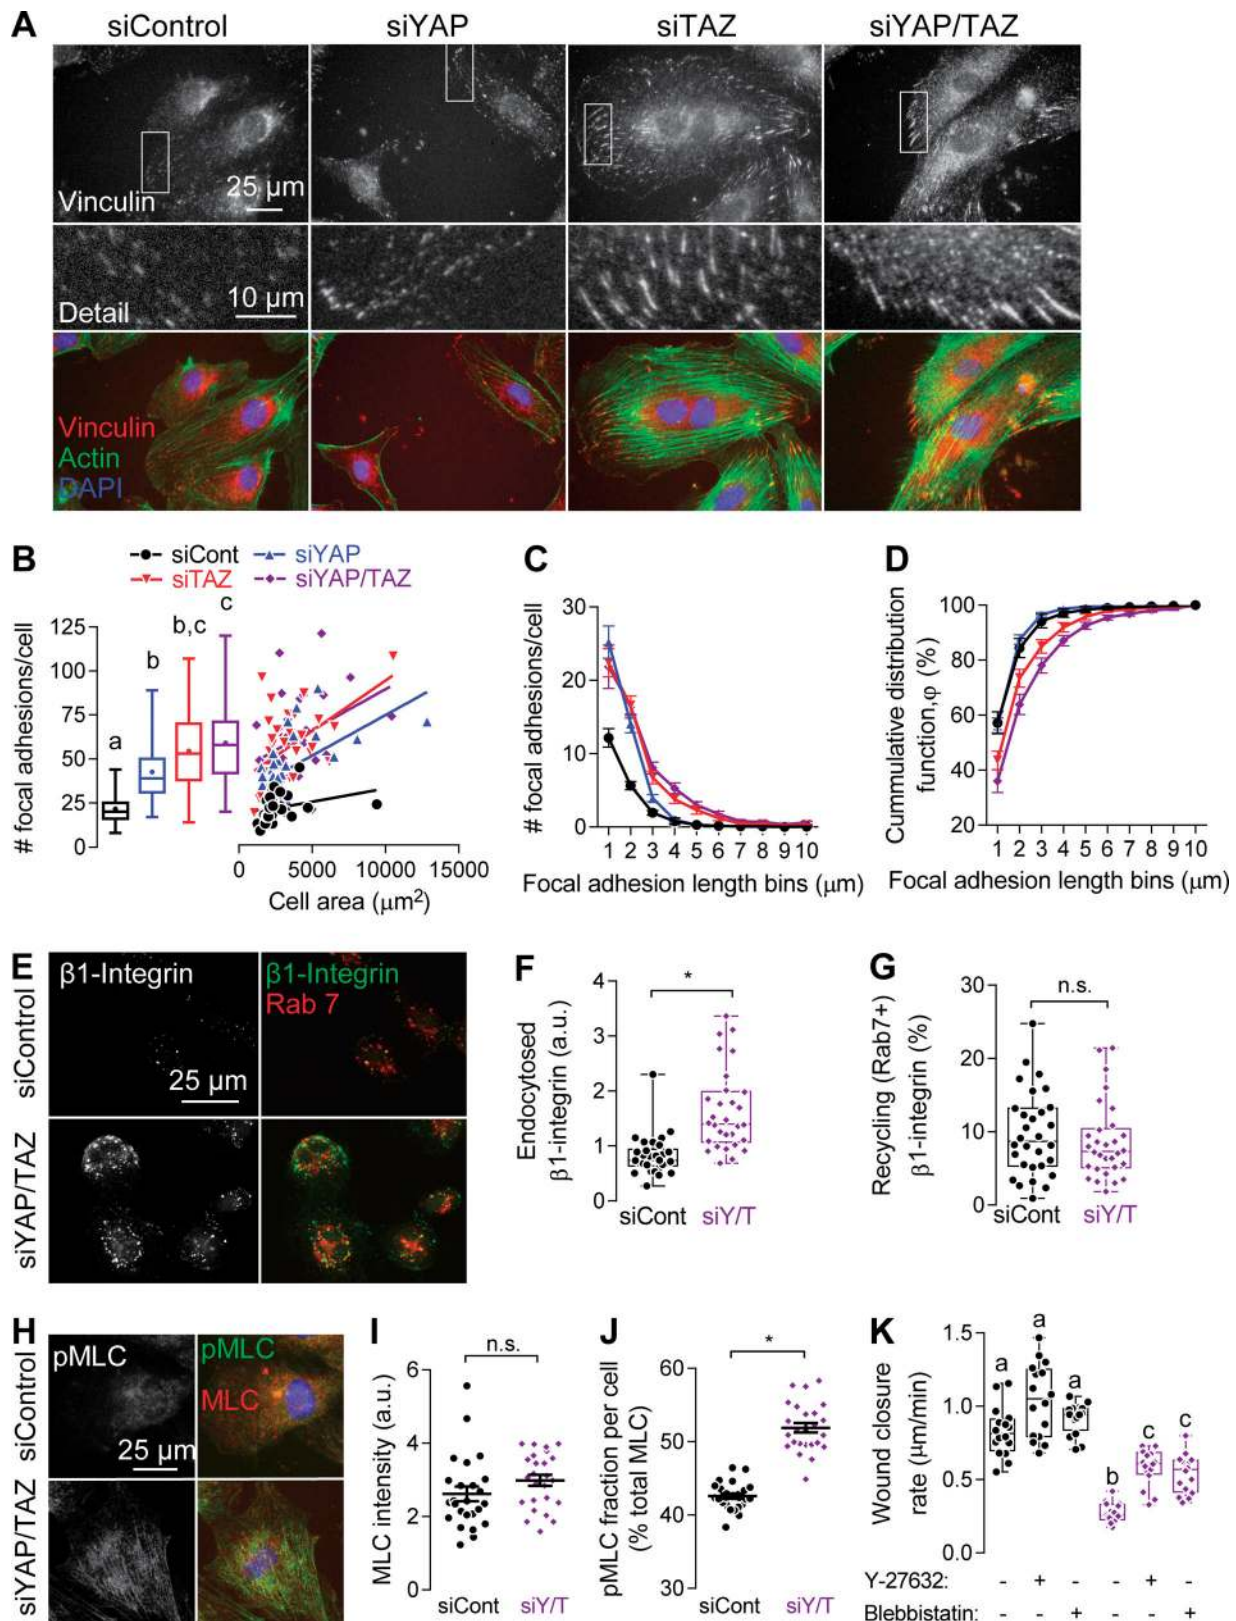 A siControl siYAP siTAZ siYAP/TAZ
Vinculin 25 μm
Detail 10 μm
Vinculin
Actin
DAPI
B siCont siYAP
siTAZ siYAP/TAZ
# focal adhesions/cell
125
100
75
50
25
0
a b b,c c
0 5000 10000 15000
Cell area (μm²)
C
# focal adhesions/cell
30
20
10
0
1 2 3 4 5 6 7 8 9 10
Focal adhesion length bins (μm)
D
Cummulative distribution
function,φ (%)
100
80
60
40
20
1 2 3 4 5 6 7 8 9 10
Focal adhesion length bins (μm)
E
siControl
siYAP/TAZ
β1-Integrin
25 μm
β1-Integrin
Rab 7
F
Endocytosed
β1-integrin (a.u.)
4
3
2
1
0
*
siCont siY/T
G
Recycling (Rab7+)
β1-integrin (%)
30
20
10
0
n.s.
siCont siY/T
H
siControl
siYAP/TAZ
pMLC
25 μm
pMLC
MLC
I
MLC intensity (a.u.)
6
4
2
0
n.s.
siCont siY/T
J
pMLC fraction per cell
(% total MLC)
60
50
40
30
*
siCont siY/T
K
Wound closure
rate (μm/min)
1.5
1.0
0.5
0.0
a a a b c c
Y-27632: - + - - + -
Blebbistatin: - - + - - +